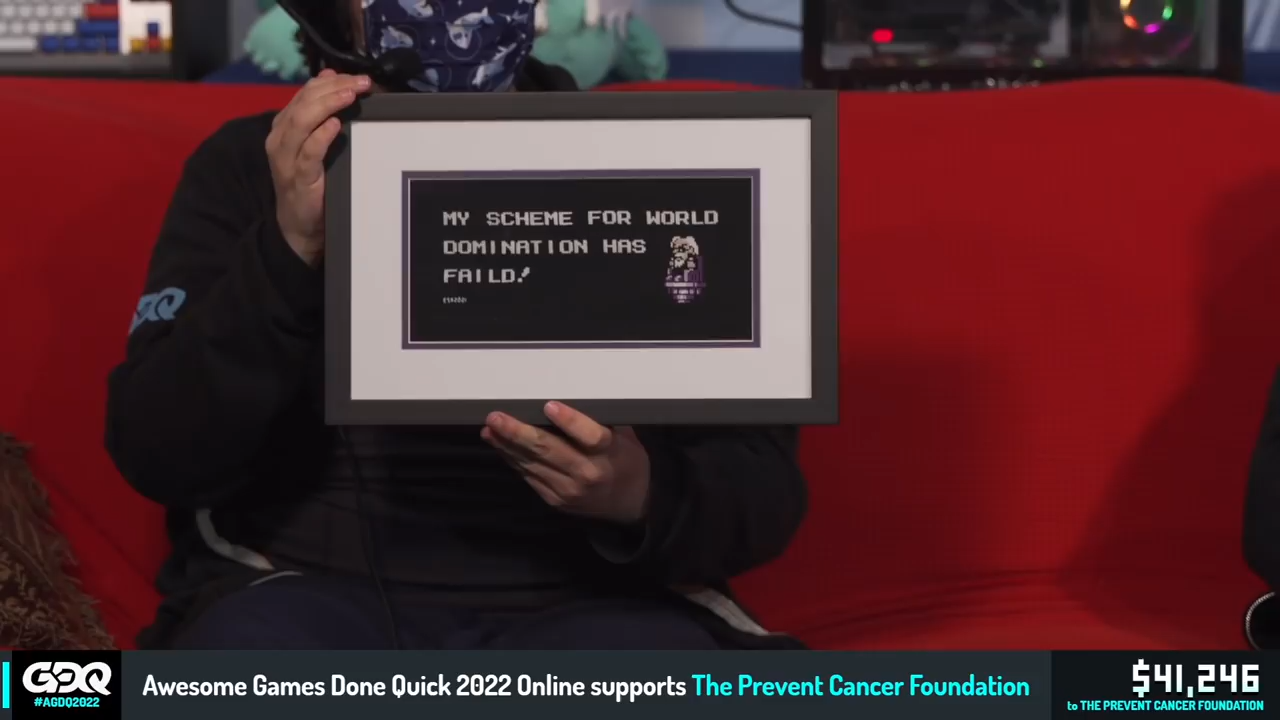 MY SCHEME FOR WORLD
DOMINATION HAS
FAILD!
GDQ
#AGDQ2022
Awesome Games Done Quick 2022 Online supports The Prevent Cancer Foundation
$41,246
to THE PREVENT CANCER FOUNDATION